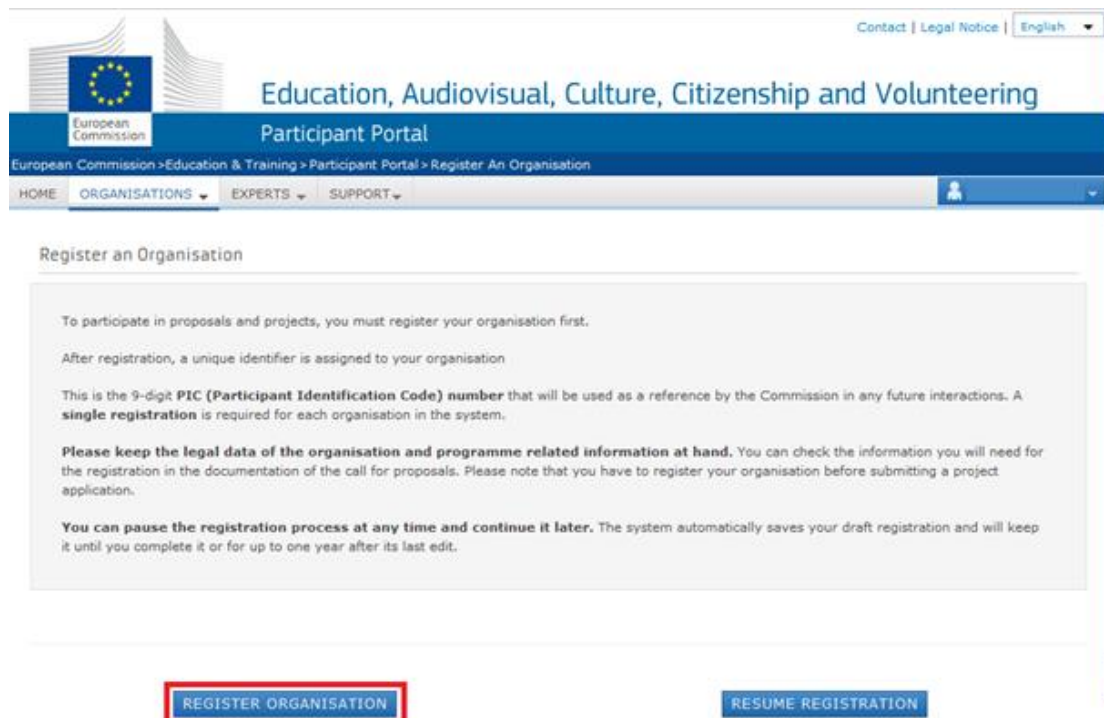 Contact | Legal Notice | English
Education, Audiovisual, Culture, Citizenship and Volunteering
European
Commission
Participant Portal
European Commission >Education & Training > Participant Portal > Register An Organisation
HOME ORGANISATIONS EXPERTS SUPPORT
Register an Organisation
To participate in proposals and projects, you must register your organisation first.
After registration, a unique identifier is assigned to your organisation
This is the 9-digit PIC (Participant Identification Code) number that will be used as a reference by the Commission in any future interactions. A
single registration is required for each organisation in the system.
Please keep the legal data of the organisation and programme related information at hand. You can check the information you will need for
the registration in the documentation of the call for proposals. Please note that you have to register your organisation before submitting a project
application.
You can pause the registration process at any time and continue it later. The system automatically saves your draft registration and will keep
it until you complete it or for up to one year after its last edit.
REGISTER ORGANISATION RESUME REGISTRATION